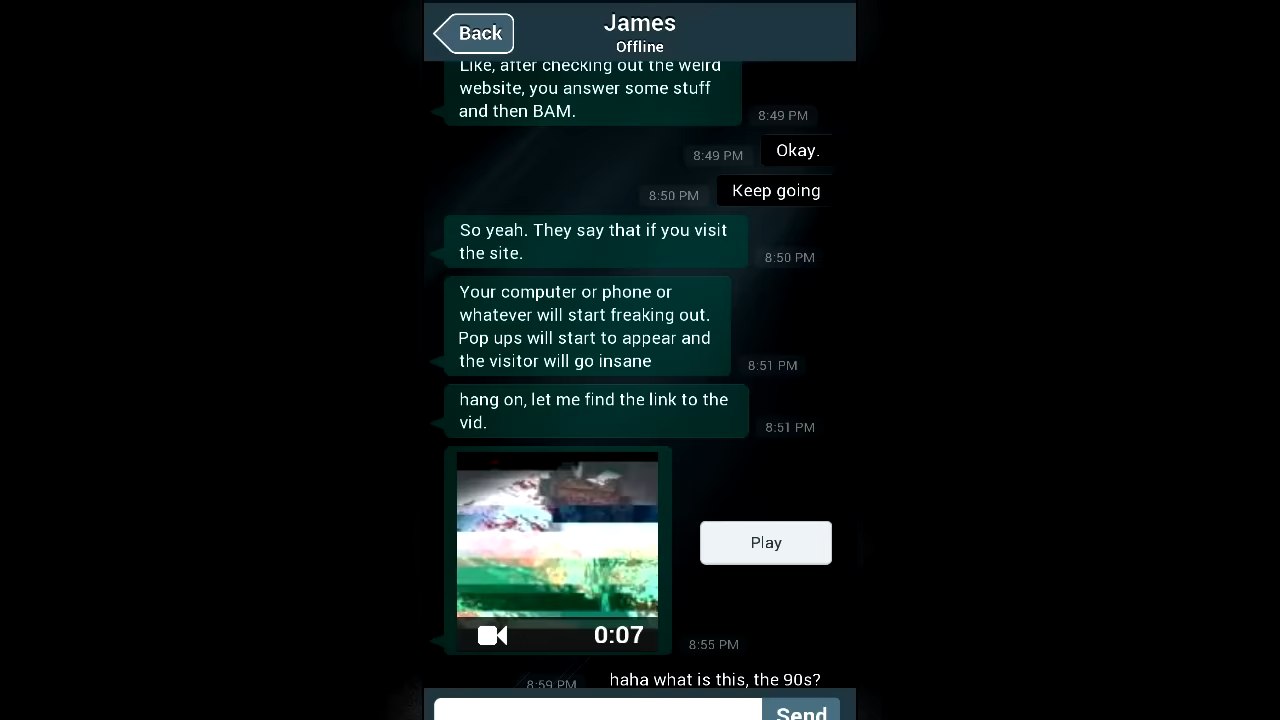 Back
James
Offline
Like, after checking out the weird
website, you answer some stuff
and then BAM.
8:49 PM
8:49 PM
Okay.
8:50 PM
Keep going
So yeah. They say that if you visit
the site.
8:50 PM
Your computer or phone or
whatever will start freaking out.
Pop ups will start to appear and
the visitor will go insane
8:51 PM
hang on, let me find the link to the
vid.
8:51 PM
Play
0:07
8:55 PM
8:59 PM
haha what is this, the 90s?
Send